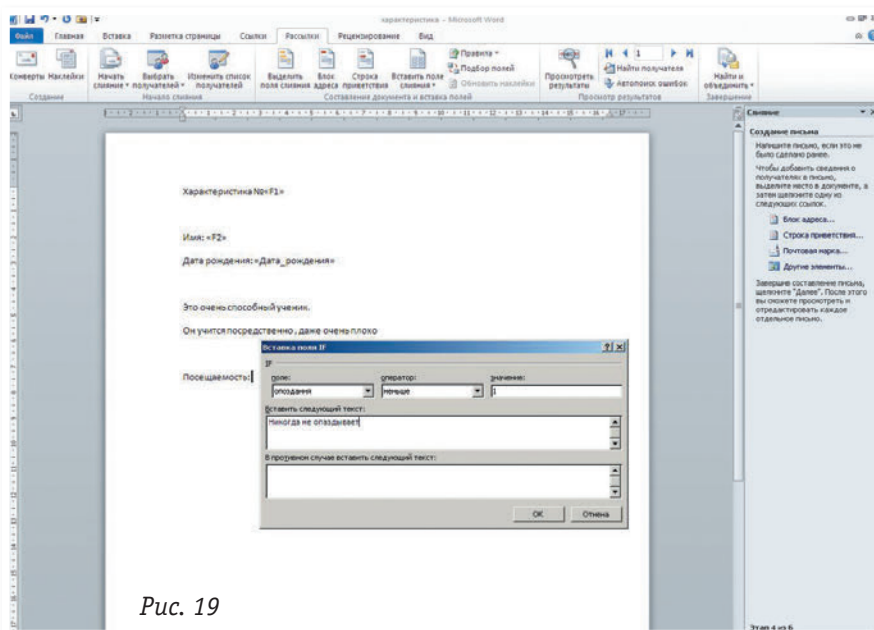 характеристика - Microsoft Word
Файл Главная Вставка Разметка страницы Ссылки Рассылки Рецензирование Вид
Конверты Наклейки
Создание
Начать слияние Выбрать получателей Изменить список получателей
Начало слияния
Выделить поля слияния Блок адреса Строка приветствия Вставить поле слияния
Правила
Подбор полей
Обновить наклейки
Составление документа и вставка полей
Просмотреть результаты
1
Найти получателя
Автопоиск ошибок
Просмотр результатов
Найти и объединить
Завершение
Характеристика №«F1»
Имя: «F2»
Дата рождения: «Дата_рождения»
Это очень способный ученик.
Он учится посредственно, даже очень плохо
Посещаемость:
Вставка поля IF
IF
поле: оператор: значение:
опоздания меньше 1
Вставить следующий текст:
Никогда не опаздывает
В противном случае вставить следующий текст:
ОК Отмена
Слияние
Создание письма
Напишите письмо, если это не
было сделано ранее.
Чтобы добавить сведения о
получателях в письмо,
выделите место в документе, а
затем щелкните одну из
следующих ссылок.
Блок адреса...
Строка приветствия...
Почтовая марка...
Другие элементы...
Завершив составление письма,
щелкните "Далее". После этого
вы сможете просмотреть и
отредактировать каждое
отдельное письмо.
Этап 4 из 6
Рис. 19